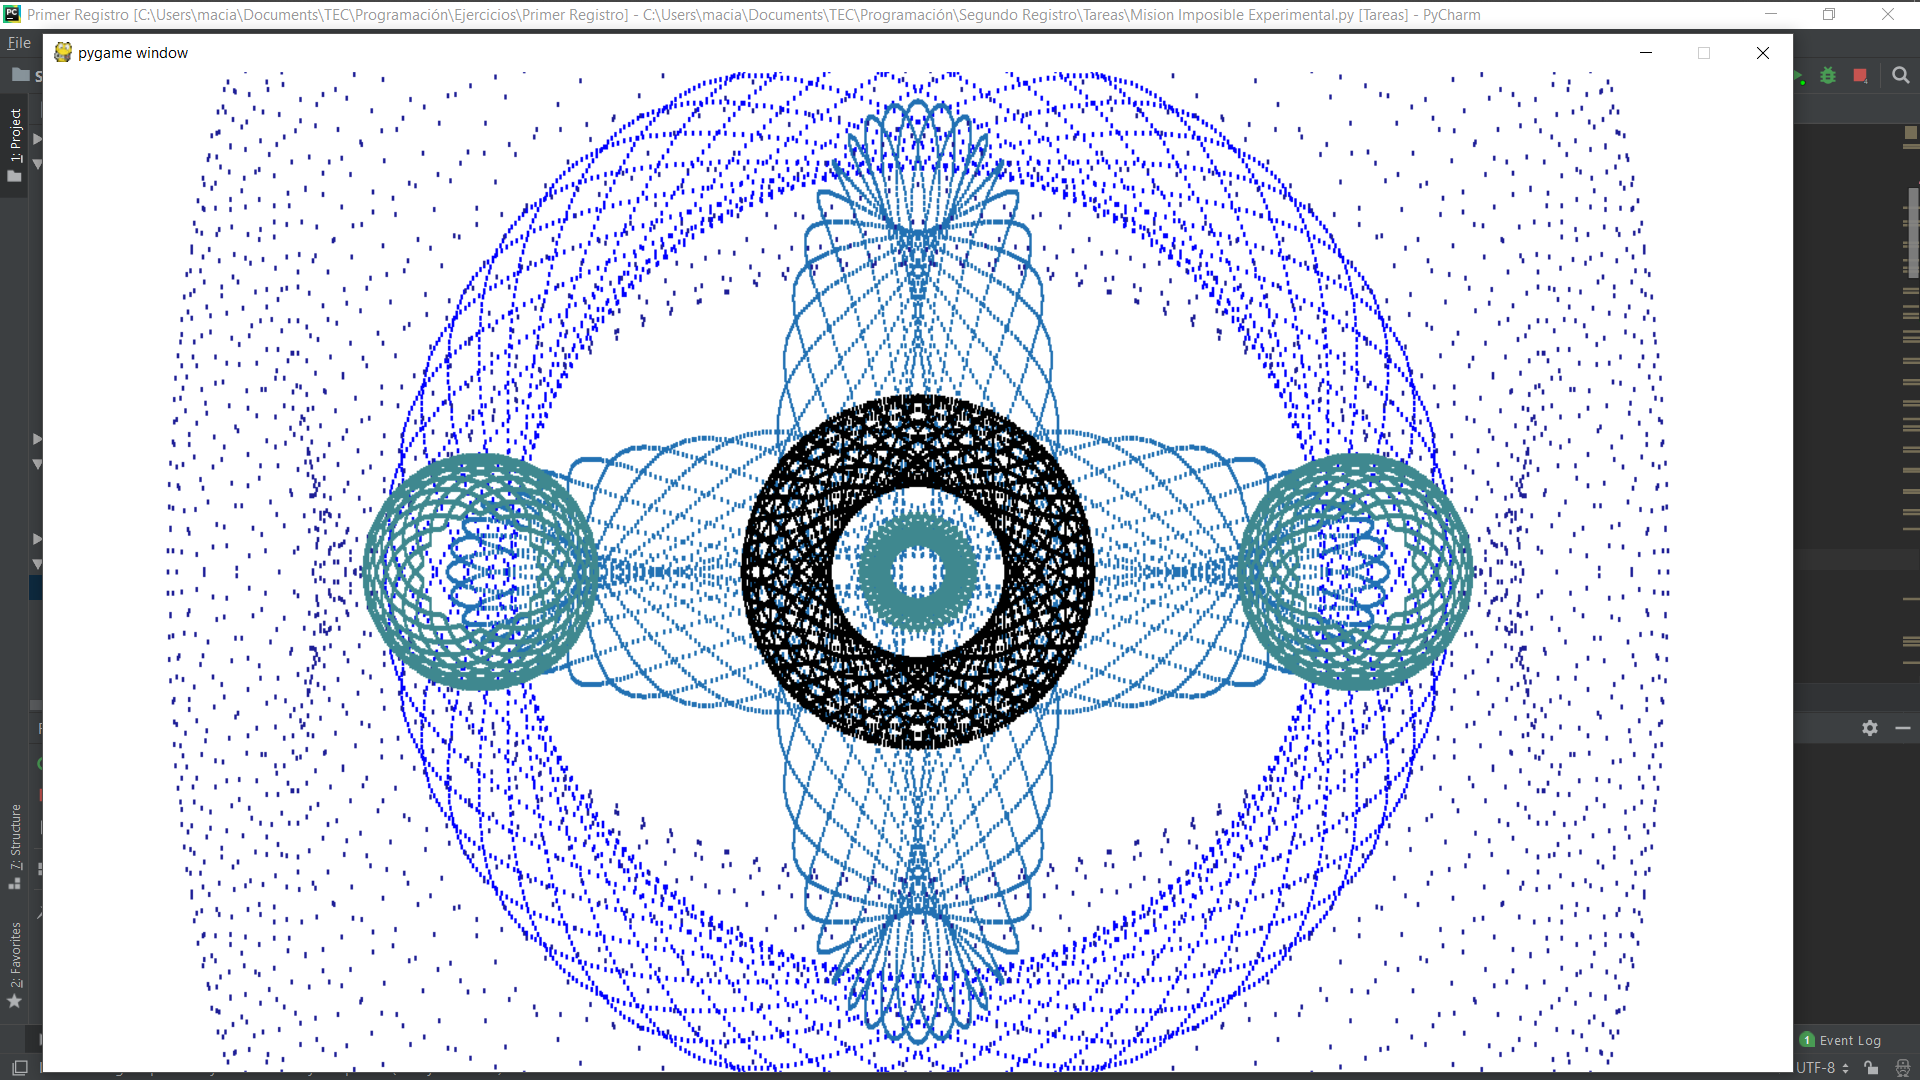 PC Primer Registro [C:\Users\macia\Documents\TEC\Programación\Ejercicios\Primer Registro] - C:\Users\macia\Documents\TEC\Programación\Segundo Registro\Tareas\Mision Imposible Experimental.py [Tareas] - PyCharm
File
pygame window
S
1: Project
7: Structure
2: Favorites
1 Event Log
UTF-8